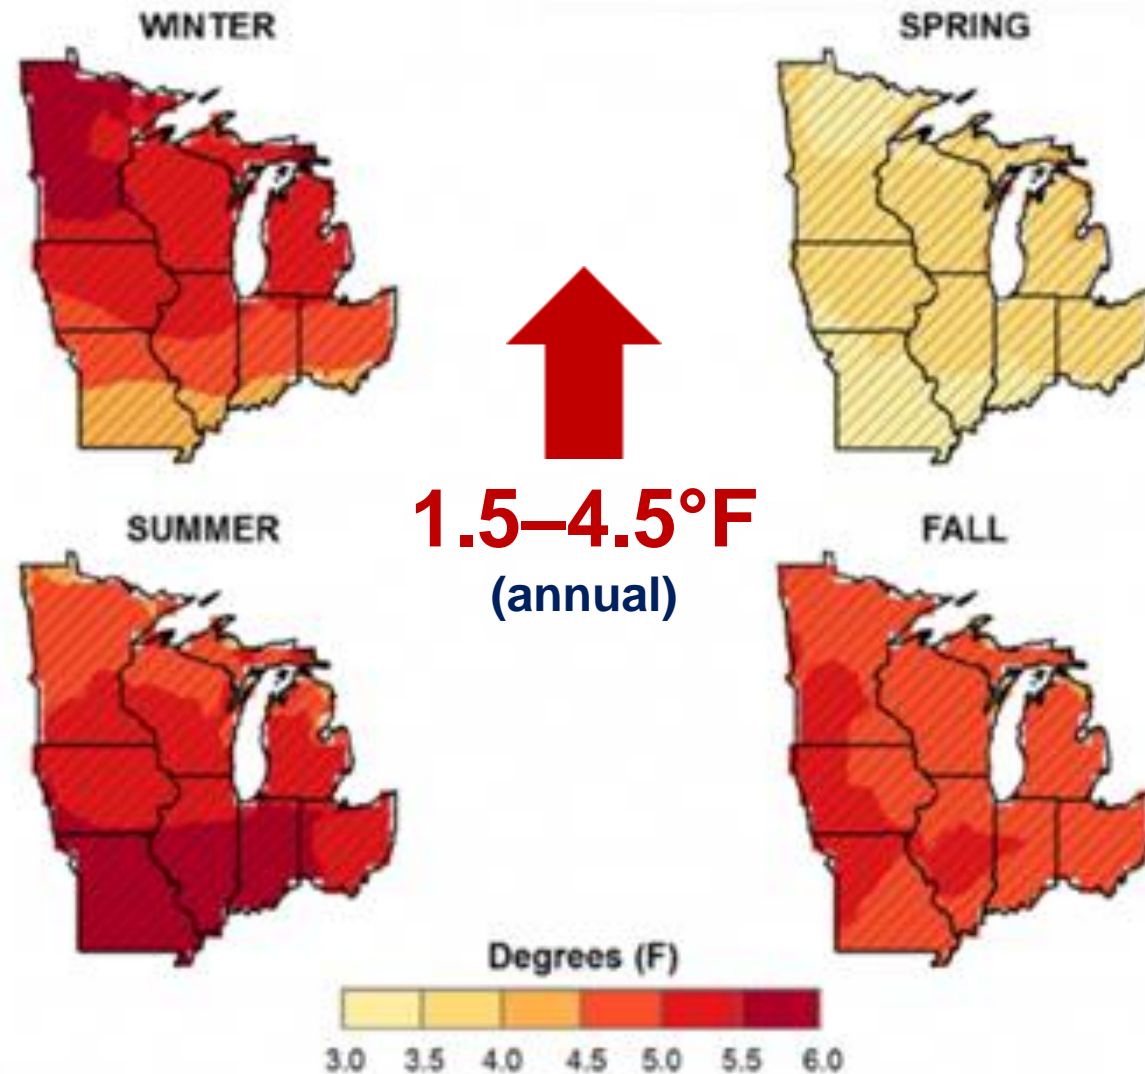 WINTER
SPRING
1.5–4.5°F
(annual)
SUMMER
FALL
Degrees (F)
3.0 3.5 4.0 4.5 5.0 5.5 6.0